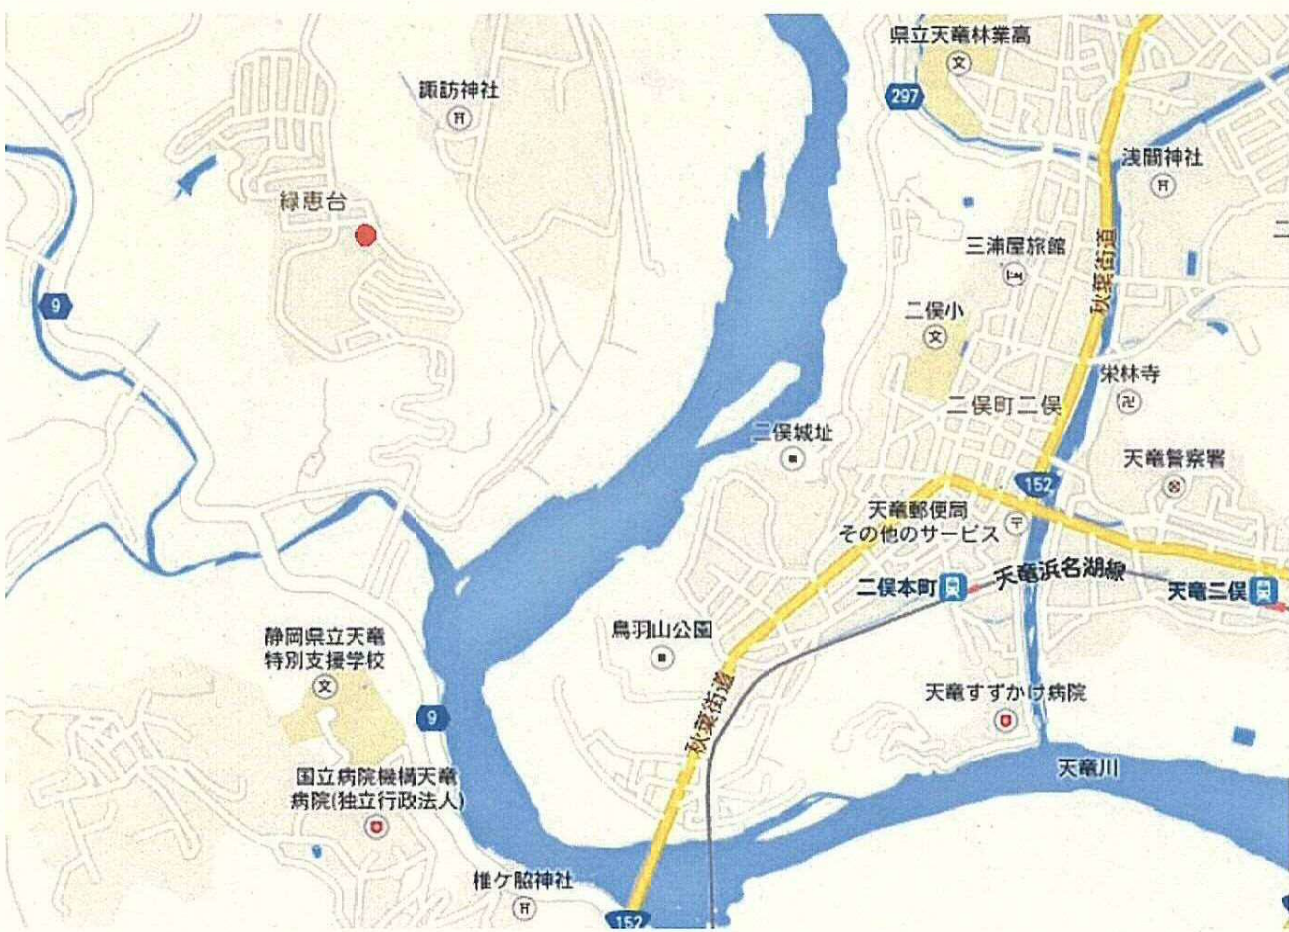 県立天竜林業高
諏訪神社
297
浅間神社
緑恵台
三浦屋旅館
秋葉街道
9
二俣小
栄林寺
二俣町二俣
二俣城址
天竜警察署
152
天竜郵便局
その他のサービス
天竜浜名湖線
二俣本町
天竜二俣
静岡県立天竜
特別支援学校
鳥羽山公園
秋葉街道
天竜すずかけ病院
9
天竜川
国立病院機構天竜
病院(独立行政法人)
椎ケ脇神社
152